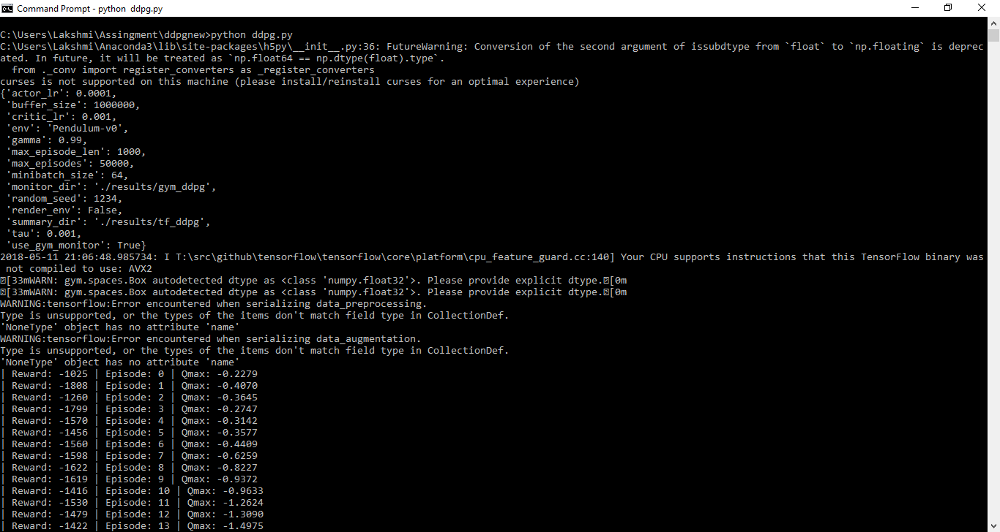 Command Prompt - python  ddpg.py
C:\Users\Lakshmi\Assingment\ddpgnew>python ddpg.py
C:\Users\Lakshmi\Anaconda3\lib\site-packages\h5py\__init__.py:36: FutureWarning: Conversion of the second argument of issubdtype from `float` to `np.floating` is deprec
ated. In future, it will be treated as `np.float64 == np.dtype(float).type`.
  from ._conv import register_converters as _register_converters
curses is not supported on this machine (please install/reinstall curses for an optimal experience)
{'actor_lr': 0.0001,
 'buffer_size': 1000000,
 'critic_lr': 0.001,
 'env': 'Pendulum-v0',
 'gamma': 0.99,
 'max_episode_len': 1000,
 'max_episodes': 50000,
 'minibatch_size': 64,
 'monitor_dir': './results/gym_ddpg',
 'random_seed': 1234,
 'render_env': False,
 'summary_dir': './results/tf_ddpg',
 'tau': 0.001,
 'use_gym_monitor': True}
2018-05-11 21:06:48.985734: I T:\src\github\tensorflow\tensorflow\core\platform\cpu_feature_guard.cc:140] Your CPU supports instructions that this TensorFlow binary was
 not compiled to use: AVX2
[33mWARN: gym.spaces.Box autodetected dtype as <class 'numpy.float32'>. Please provide explicit dtype.[0m
[33mWARN: gym.spaces.Box autodetected dtype as <class 'numpy.float32'>. Please provide explicit dtype.[0m
WARNING:tensorflow:Error encountered when serializing data_preprocessing.
Type is unsupported, or the types of the items don't match field type in CollectionDef.
'NoneType' object has no attribute 'name'
WARNING:tensorflow:Error encountered when serializing data_augmentation.
Type is unsupported, or the types of the items don't match field type in CollectionDef.
'NoneType' object has no attribute 'name'
| Reward: -1025 | Episode: 0 | Qmax: -0.2279
| Reward: -1808 | Episode: 1 | Qmax: -0.4070
| Reward: -1260 | Episode: 2 | Qmax: -0.3645
| Reward: -1799 | Episode: 3 | Qmax: -0.2747
| Reward: -1570 | Episode: 4 | Qmax: -0.3142
| Reward: -1456 | Episode: 5 | Qmax: -0.3577
| Reward: -1560 | Episode: 6 | Qmax: -0.4409
| Reward: -1598 | Episode: 7 | Qmax: -0.6259
| Reward: -1622 | Episode: 8 | Qmax: -0.8227
| Reward: -1619 | Episode: 9 | Qmax: -0.9372
| Reward: -1416 | Episode: 10 | Qmax: -0.9633
| Reward: -1530 | Episode: 11 | Qmax: -1.2624
| Reward: -1479 | Episode: 12 | Qmax: -1.3090
| Reward: -1422 | Episode: 13 | Qmax: -1.4975